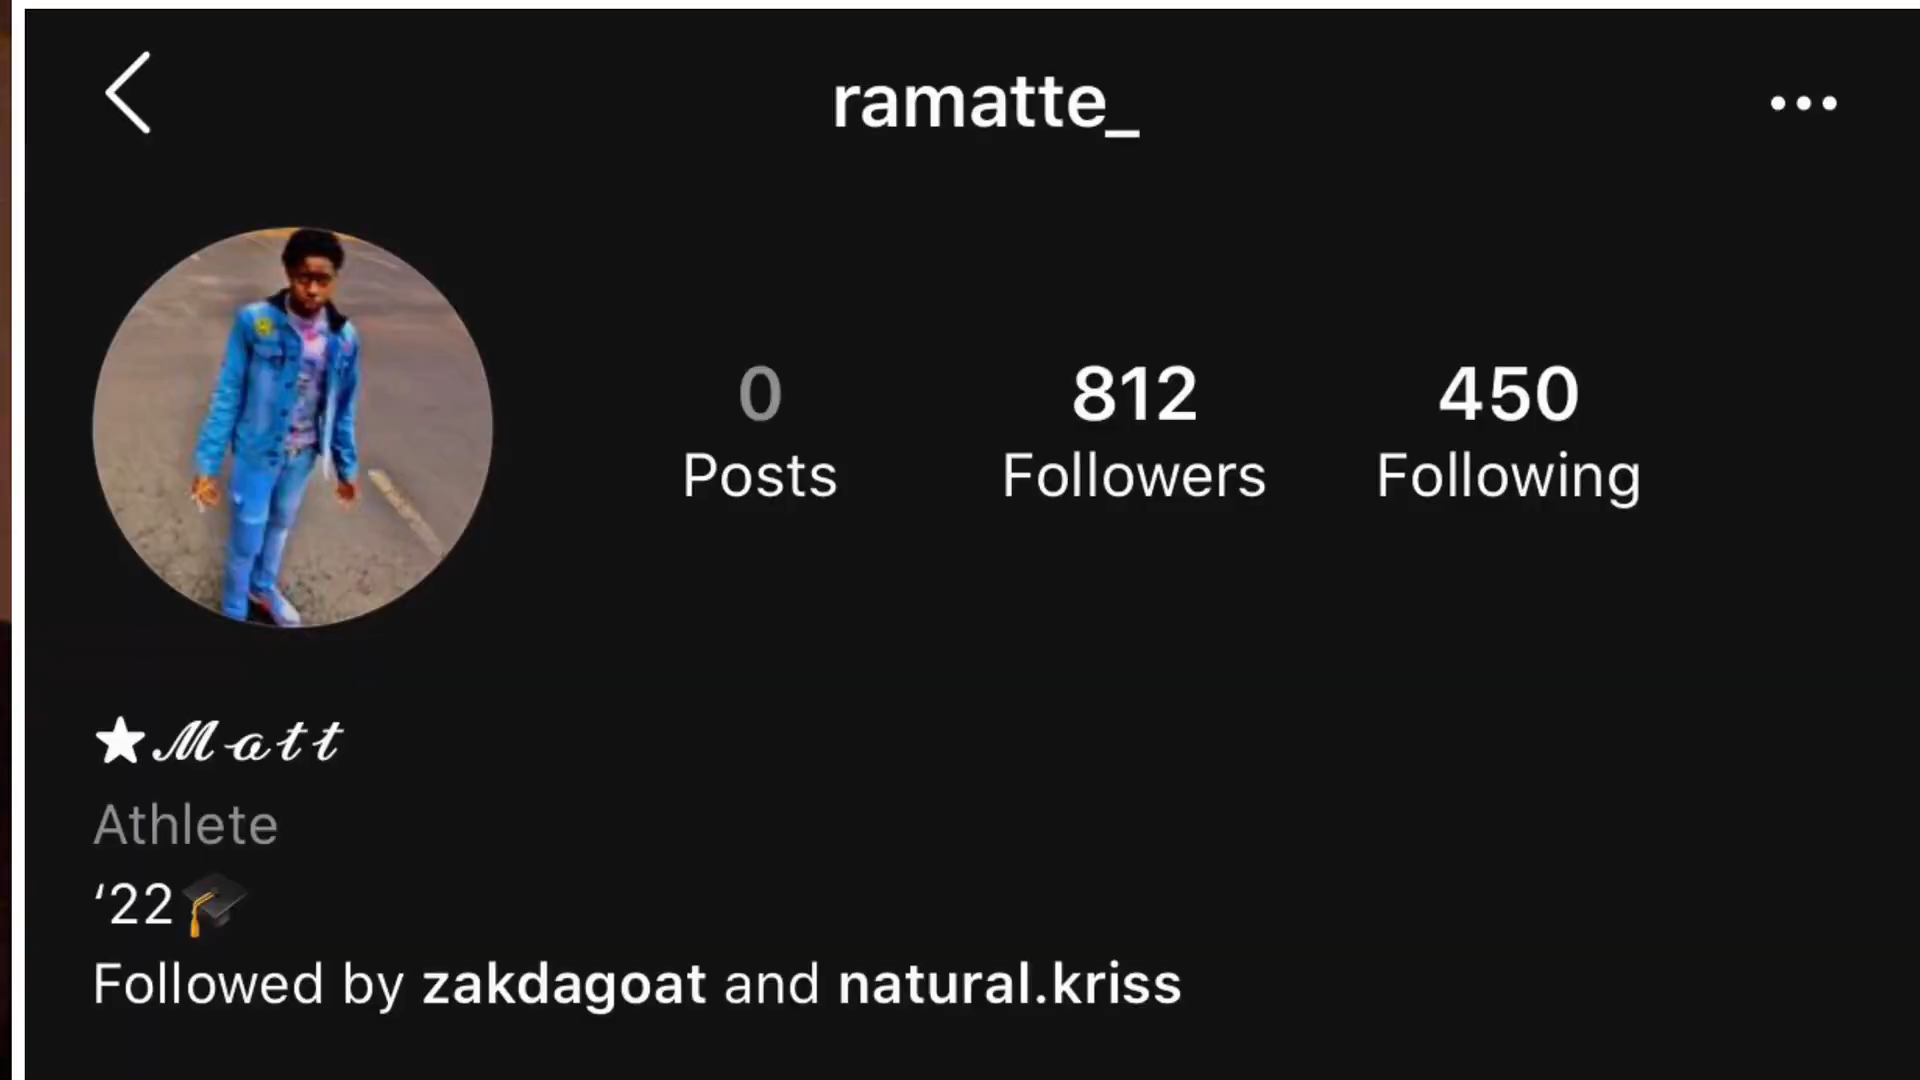 ramatte_
0 812 450
Posts Followers Following
★𝓜𝓪𝓽𝓽
Athlete
‘22🎓
Followed by zakdagoat and natural.kriss